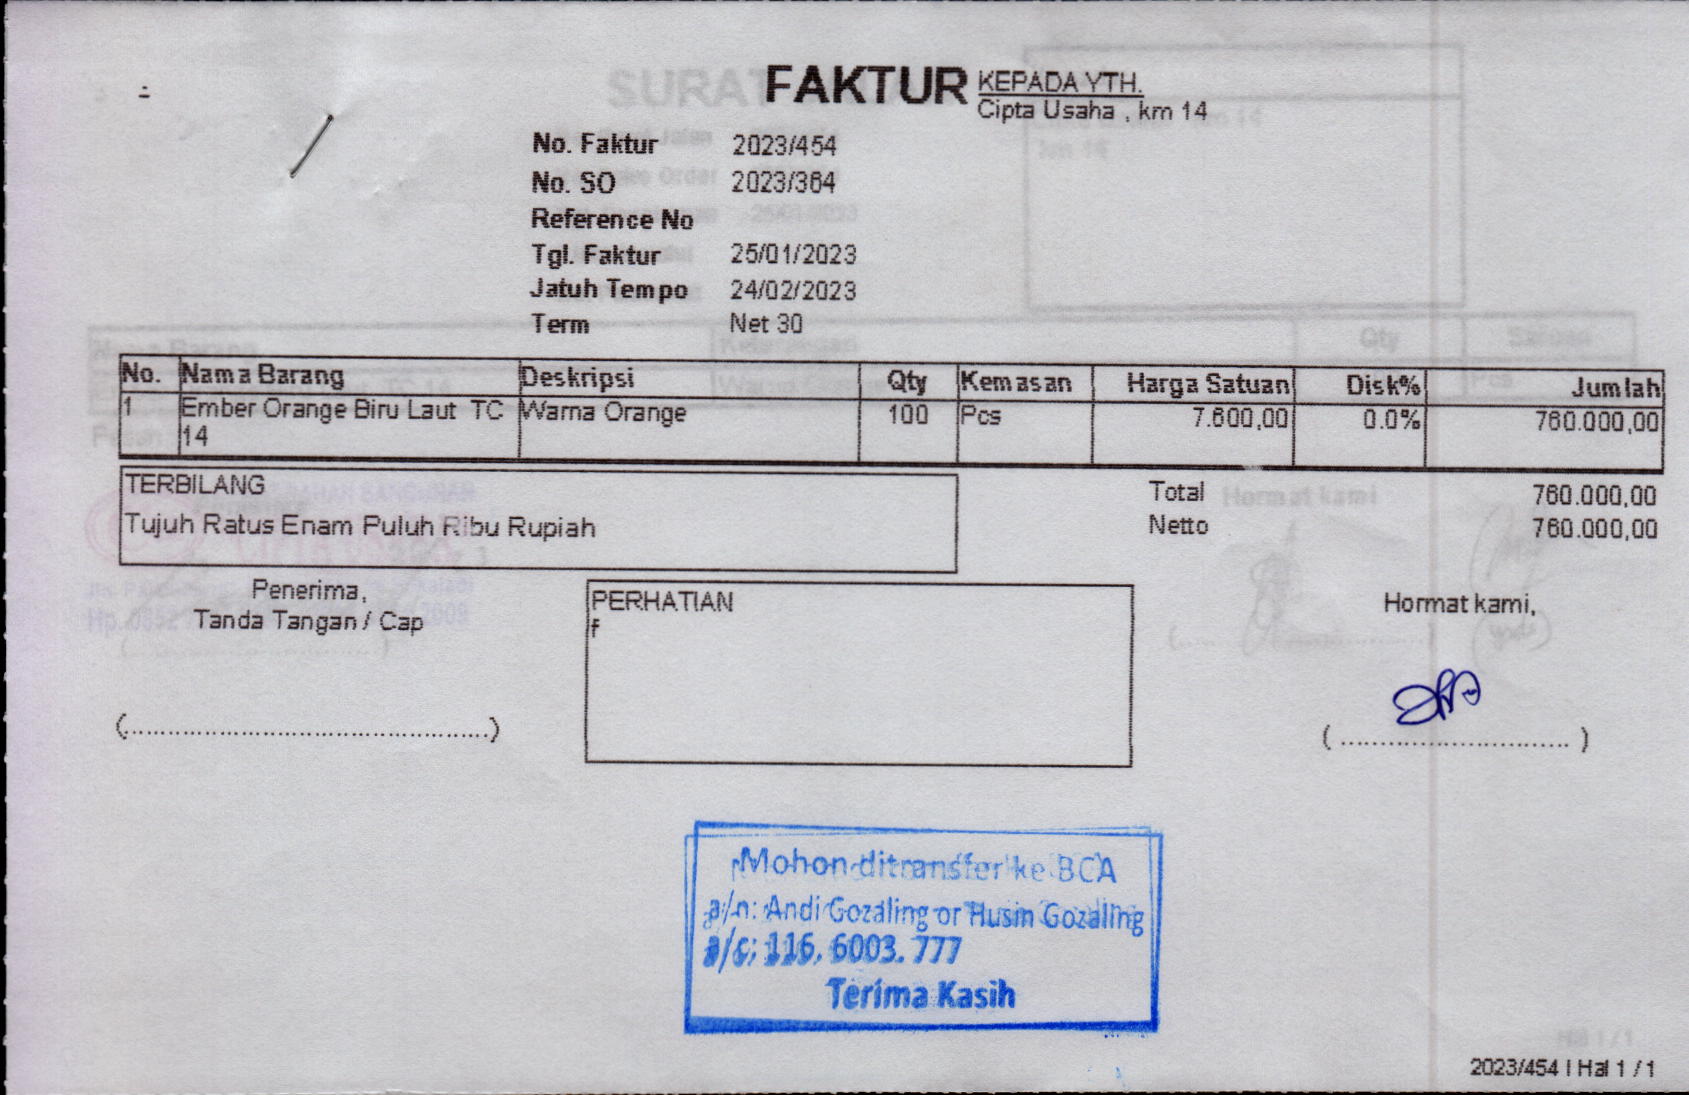 FAKTUR
KEPADA YTH.
Cipta Usaha , km 14
No. Faktur 2023/454
No. SO 2023/384
Reference No
Tgl. Faktur 25/01/2023
Jatuh Tempo 24/02/2023
Term Net 30
No. Nama Barang Deskripsi Qty Kemasan Harga Satuan Disk% Jumlah
1 Ember Orange Biru Laut TC Warna Orange 100 Pcs 7.600,00 0.0% 760.000,00
14
TERBILANG
Tujuh Ratus Enam Puluh Ribu Rupiah
Total 760.000,00
Netto 760.000,00
Penerima,
Tanda Tangan / Cap
(................................................)
PERHATIAN
f
Hormat kami,
( .............................. )
Mohon ditransfer ke BCA
a/n: Andi Gozaling or Husin Gozaling
a/c; 116. 6003. 777
Terima Kasih
2023/454 | Hal 1 / 1